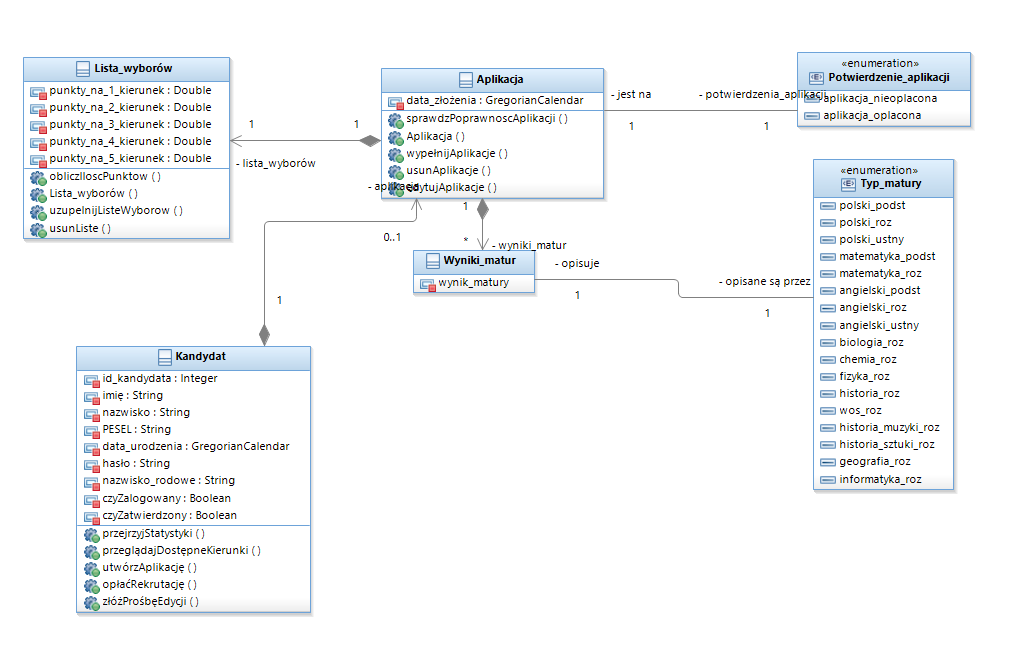 Lista_wyborów
punkty_na_1_kierunek : Double
punkty_na_2_kierunek : Double
punkty_na_3_kierunek : Double
punkty_na_4_kierunek : Double
punkty_na_5_kierunek : Double
obliczIloscPunktow ( )
Lista_wyborów ( )
uzupelnijListeWyborow ( )
usunListe ( )
1
1
- lista_wyborów
Aplikacja
data_złożenia : GregorianCalendar
sprawdzPoprawnoscAplikacji ( )
Aplikacja ( )
wypełnijAplikacje ( )
usunAplikacje ( )
edytujAplikacje ( )
- aplikacja
- jest na
- potwierdzenia_aplikacji
1
1
«enumeration»
Potwierdzenie_aplikacji
aplikacja_nieoplacona
aplikacja_oplacona
0..1
1
1
*
- wyniki_matur
Wyniki_matur
wynik_matury
- opisuje
1
- opisane są przez
1
«enumeration»
Typ_matury
polski_podst
polski_roz
polski_ustny
matematyka_podst
matematyka_roz
angielski_podst
angielski_roz
angielski_ustny
biologia_roz
chemia_roz
fizyka_roz
historia_roz
wos_roz
historia_muzyki_roz
historia_sztuki_roz
geografia_roz
informatyka_roz
Kandydat
id_kandydata : Integer
imię : String
nazwisko : String
PESEL : String
data_urodzenia : GregorianCalendar
hasło : String
nazwisko_rodowe : String
czyZalogowany : Boolean
czyZatwierdzony : Boolean
przejrzyjStatystyki ( )
przeglądajDostępneKierunki ( )
utwórzAplikację ( )
opłaćRekrutację ( )
złóżProśbęEdycji ( )